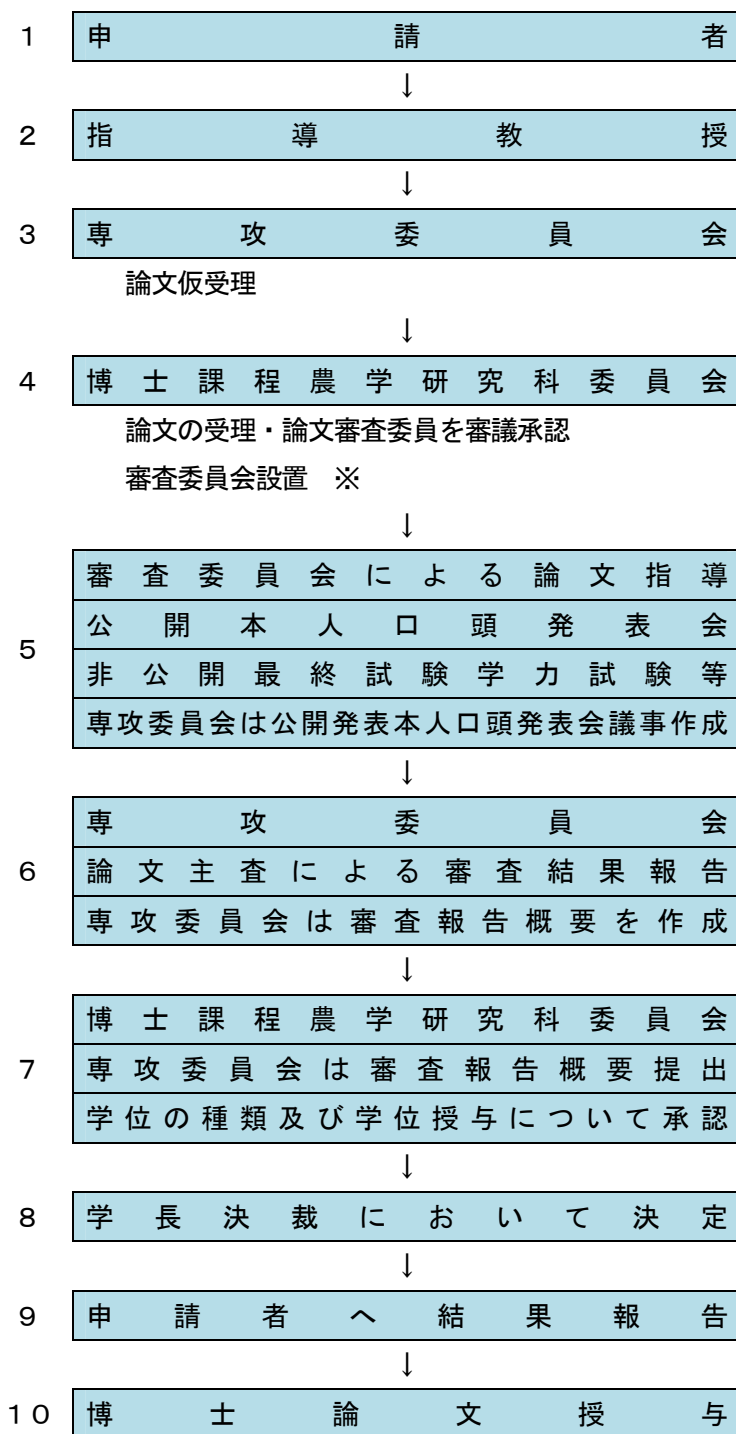 1 申請者
↓
2 指導教授
↓
3 専攻委員会
論文仮受理
↓
4 博士課程農学研究科委員会
論文の受理・論文審査委員を審議承認
審査委員会設置　※
↓
5
審査委員会による論文指導
公開本人口頭発表会
非公開最終試験学力試験等
専攻委員会は公開発表本人口頭発表会議事作成
↓
6
専攻委員会
論文主査による審査結果報告
専攻委員会は審査報告概要を作成
↓
7
博士課程農学研究科委員会
専攻委員会は審査報告概要提出
学位の種類及び学位授与について承認
↓
8 学長決裁において決定
↓
9 申請者へ結果報告
↓
１０ 博士論文授与